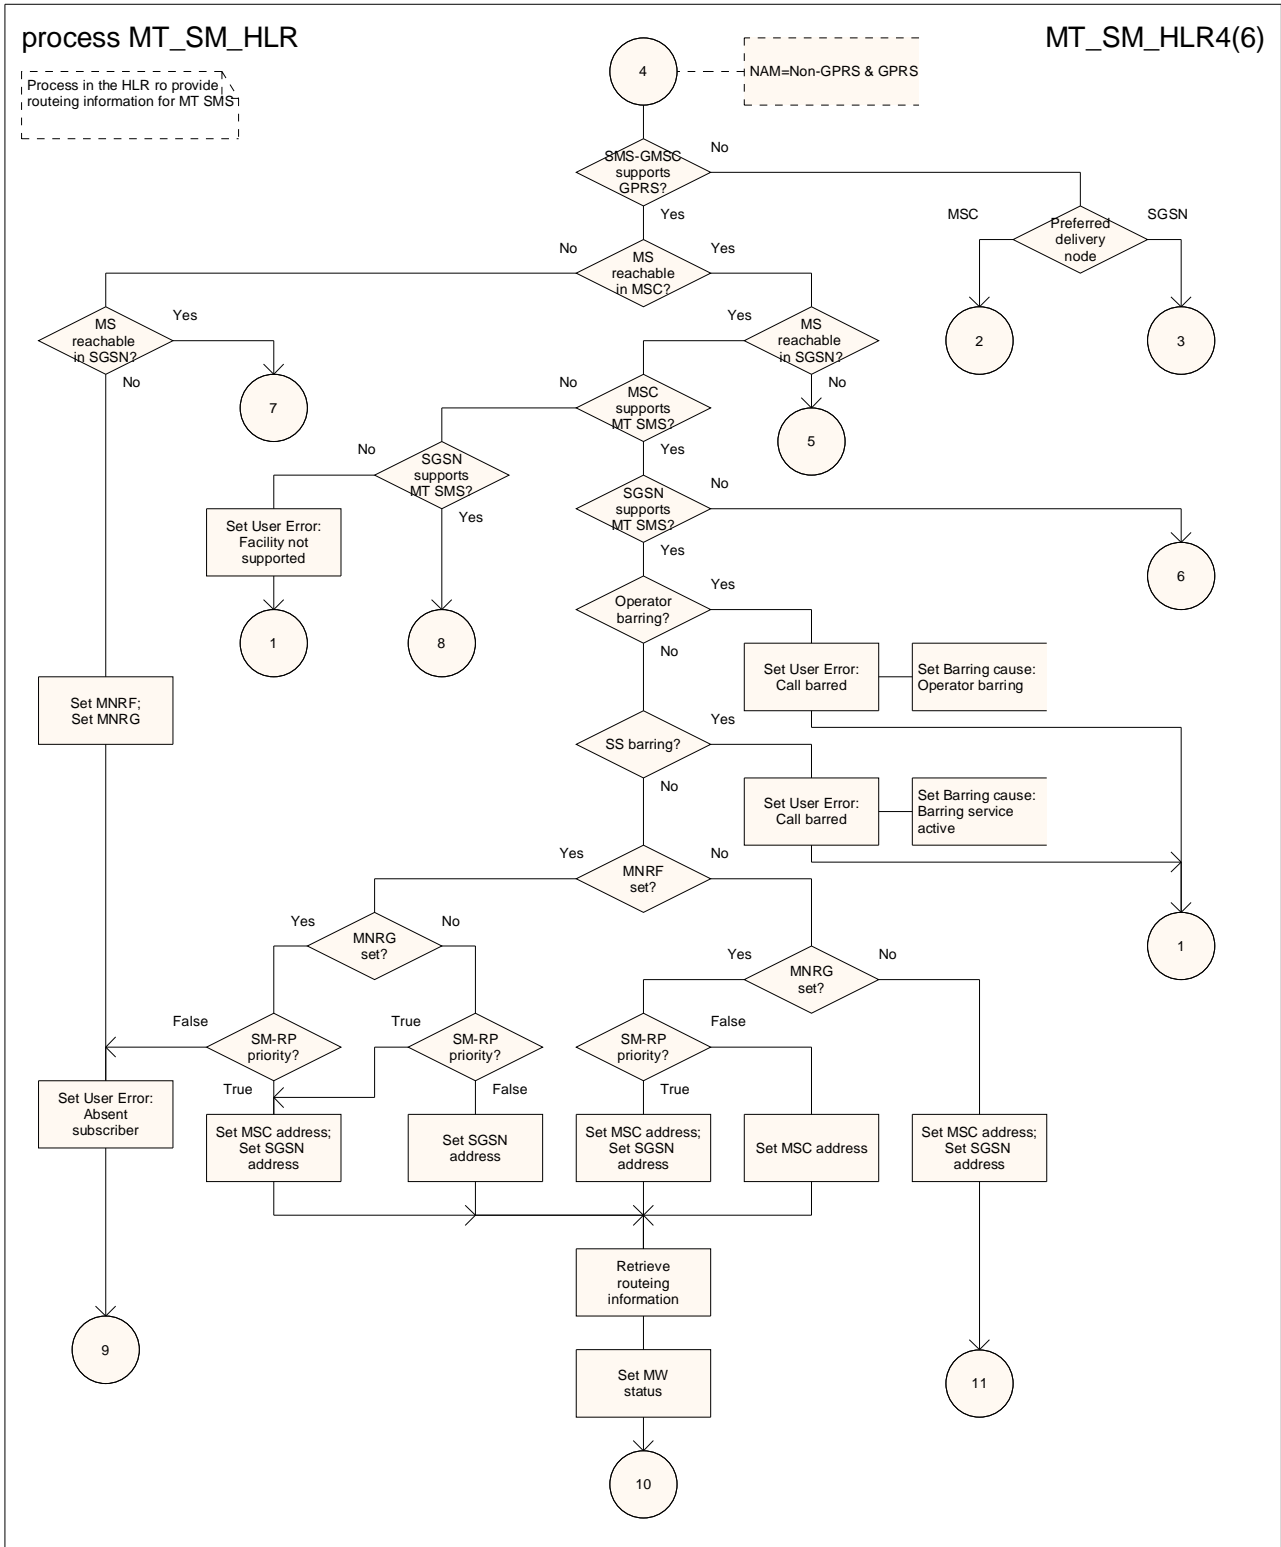 process MT_SM_HLR
MT_SM_HLR4(6)
Process in the HLR ro provide
routeing information for MT SMS
4
NAM=Non-GPRS & GPRS
SMS-GMSC
supports
GPRS?
No
Yes
MSC
SGSN
Preferred
delivery
node
2
3
No
Yes
MS
reachable
in MSC?
MS
reachable
in SGSN?
Yes
No
7
Yes
MS
reachable
in SGSN?
No
5
No
MSC
supports
MT SMS?
Yes
No
SGSN
supports
MT SMS?
Yes
SGSN
supports
MT SMS?
No
Yes
6
Set User Error:
Facility not
supported
1
8
Operator
barring?
Yes
No
Set User Error:
Call barred
Set Barring cause:
Operator barring
Set MNRF;
Set MNRG
SS barring?
Yes
No
Set User Error:
Call barred
Set Barring cause:
Barring service
active
Yes
No
MNRF
set?
1
Yes
No
MNRG
set?
Yes
No
MNRG
set?
False
SM-RP
priority?
True
True
SM-RP
priority?
False
SM-RP
priority?
False
True
Set User Error:
Absent
subscriber
Set MSC address;
Set SGSN
address
Set SGSN
address
Set MSC address;
Set SGSN
address
Set MSC address
Set MSC address;
Set SGSN
address
Retrieve
routeing
information
9
Set MW
status
11
10